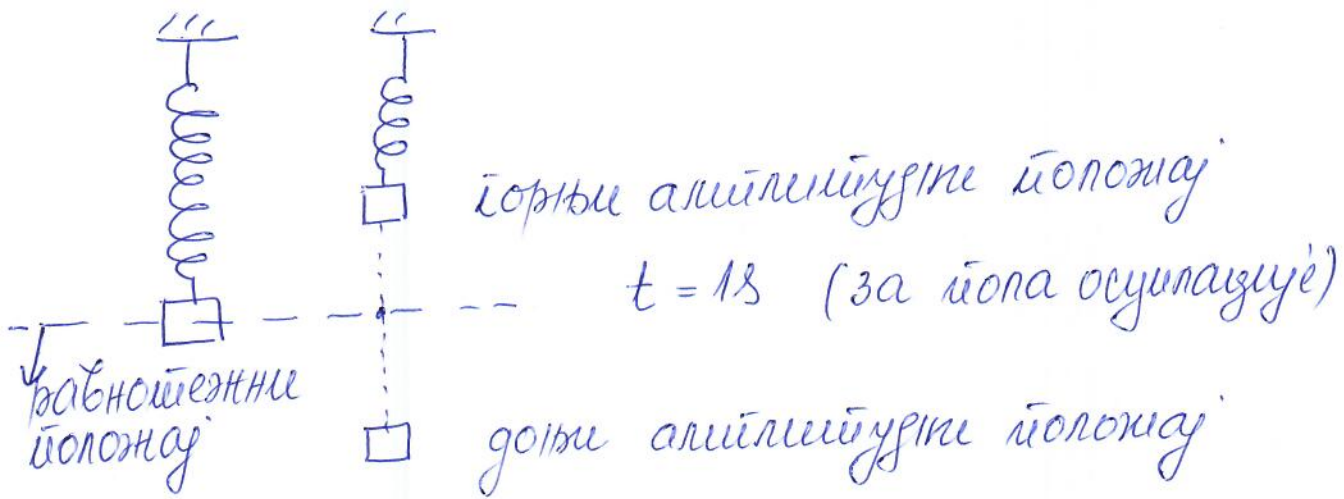 горњи амплитудни положај
t = 1s (за пола осцилације)
равнотежни
положај
доњи амплитудни положај